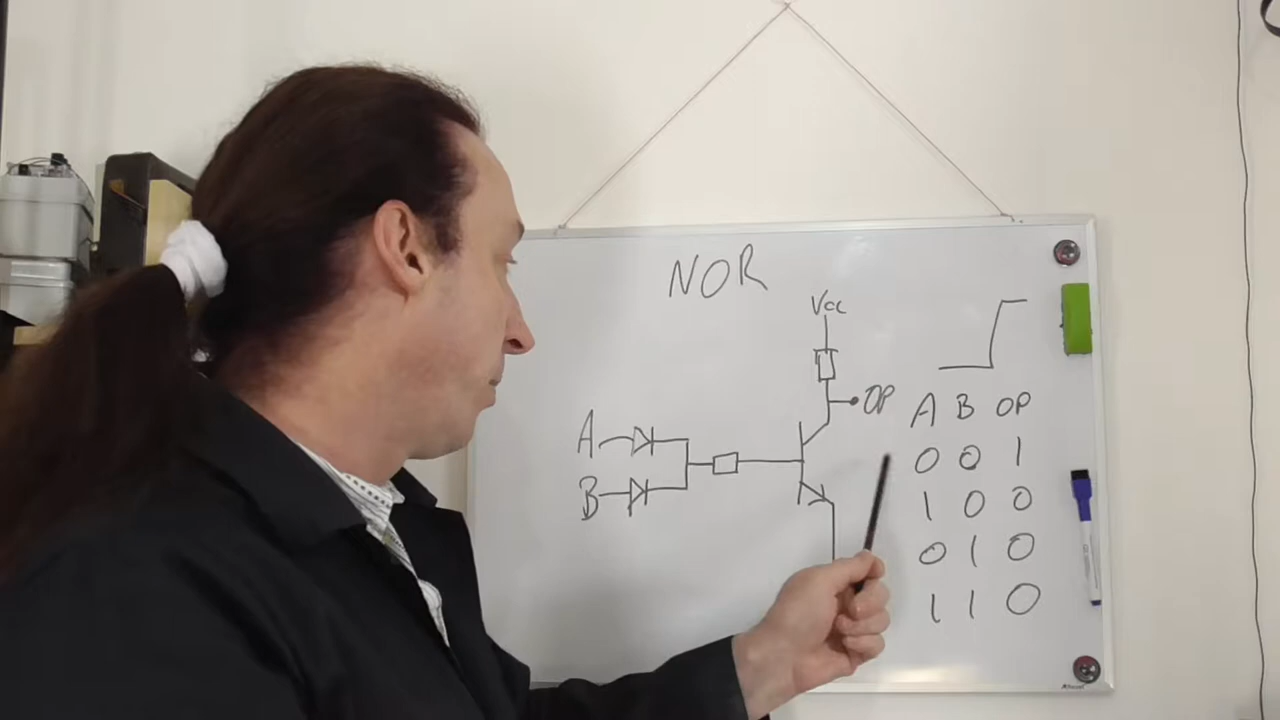 NOR
Vcc
OP
A
B
A B OP
0 0 1
1 0 0
0 1 0
1 1 0